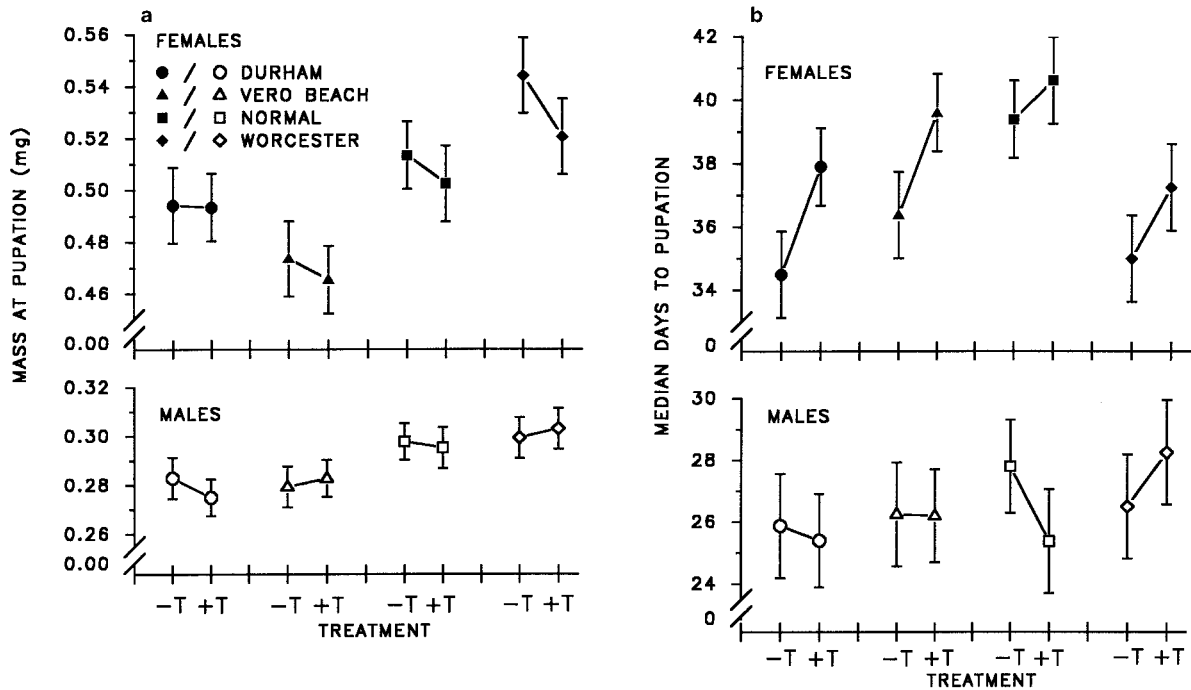 a
MASS AT PUPATION (mg)
0.56
0.54
0.52
0.50
0.48
0.46
0.00
FEMALES
● / ○ DURHAM
▲ / △ VERO BEACH
■ / □ NORMAL
◆ / ◇ WORCESTER
0.32
0.30
0.28
0.26
0.00
MALES
−T +T −T +T −T +T −T +T
TREATMENT
b
MEDIAN DAYS TO PUPATION
42
40
38
36
34
0
FEMALES
30
28
26
24
0
MALES
−T +T −T +T −T +T −T +T
TREATMENT